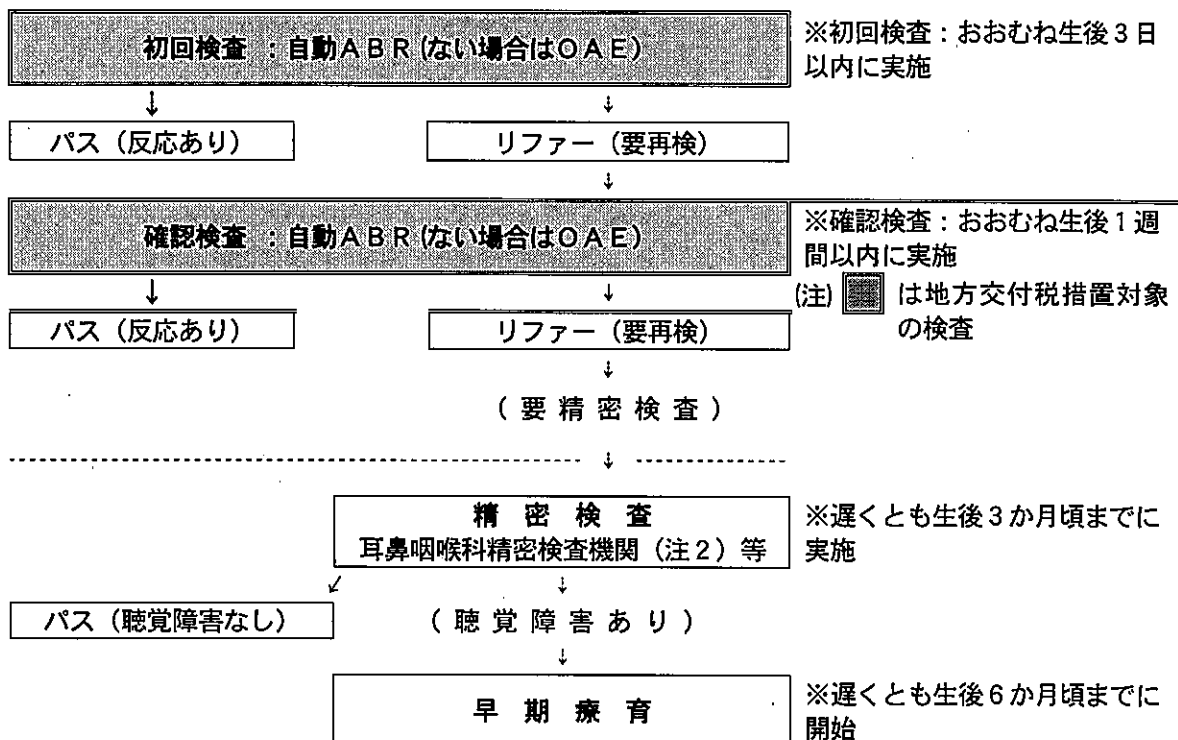 初回検査 ：自動ＡＢＲ(ない場合はＯＡＥ)
※初回検査：おおむね生後３日
以内に実施
↓ ↓
パス（反応あり） リファー（要再検）
↓
確認検査 ：自動ＡＢＲ(ない場合はＯＡＥ)
※確認検査：おおむね生後１週
間以内に実施
(注) は地方交付税措置対象
の検査
↓ ↓
パス（反応あり） リファー（要再検）
↓
（ 要 精 密 検 査 ）
↓
精 密 検 査
耳鼻咽喉科精密検査機関（注２）等
※遅くとも生後３か月頃までに
実施
↙ ↓
パス（聴覚障害なし） （ 聴 覚 障 害 あ り ）
↓
早 期 療 育
※遅くとも生後６か月頃までに
開始